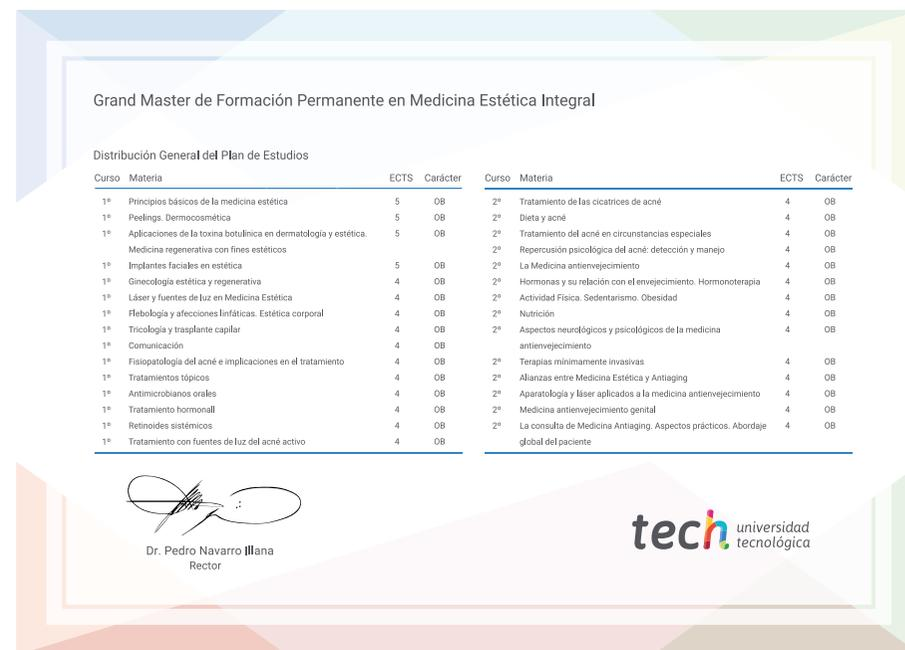 Grand Master de Formación Permanente en Medicina Estética Integral
Distribución General del Plan de Estudios
Curso Materia ECTS Carácter
1º Principios básicos de la medicina estética 5 OB
1º Peelings. Dermocosmética 5 OB
1º Aplicaciones de la toxina botulínica en dermatología y estética. 5 OB
Medicina regenerativa con fines estéticos
1º Implantes faciales en estética 5 OB
1º Ginecología estética y regenerativa 4 OB
1º Láser y fuentes de luz en Medicina Estética 4 OB
1º Flebología y afecciones linfáticas. Estética corporal 4 OB
1º Tricología y trasplante capilar 4 OB
1º Comunicación 4 OB
1º Fisiopatología del acné e implicaciones en el tratamiento 4 OB
1º Tratamientos tópicos 4 OB
1º Antimicrobianos orales 4 OB
1º Tratamiento hormonall 4 OB
1º Retinoides sistémicos 4 OB
1º Tratamiento con fuentes de luz del acné activo 4 OB
Curso Materia ECTS Carácter
2º Tratamiento de las cicatrices de acné 4 OB
2º Dieta y acné 4 OB
2º Tratamiento del acné en circunstancias especiales 4 OB
2º Repercusión psicológica del acné: detección y manejo 4 OB
2º La Medicina antienvejecimiento 4 OB
2º Hormonas y su relación con el envejecimiento. Hormonoterapia 4 OB
2º Actividad Física. Sedentarismo. Obesidad 4 OB
2º Nutrición 4 OB
2º Aspectos neurológicos y psicológicos de la medicina 4 OB
antienvejecimiento
2º Terapias mínimamente invasivas 4 OB
2º Alianzas entre Medicina Estética y Antiaging 4 OB
2º Aparatología y láser aplicados a la medicina antienvejecimiento 4 OB
2º Medicina antienvejecimiento genital 4 OB
2º La consulta de Medicina Antiaging. Aspectos prácticos. Abordaje 4 OB
global del paciente
Dr. Pedro Navarro Illana
Rector
tech universidad
tecnológica